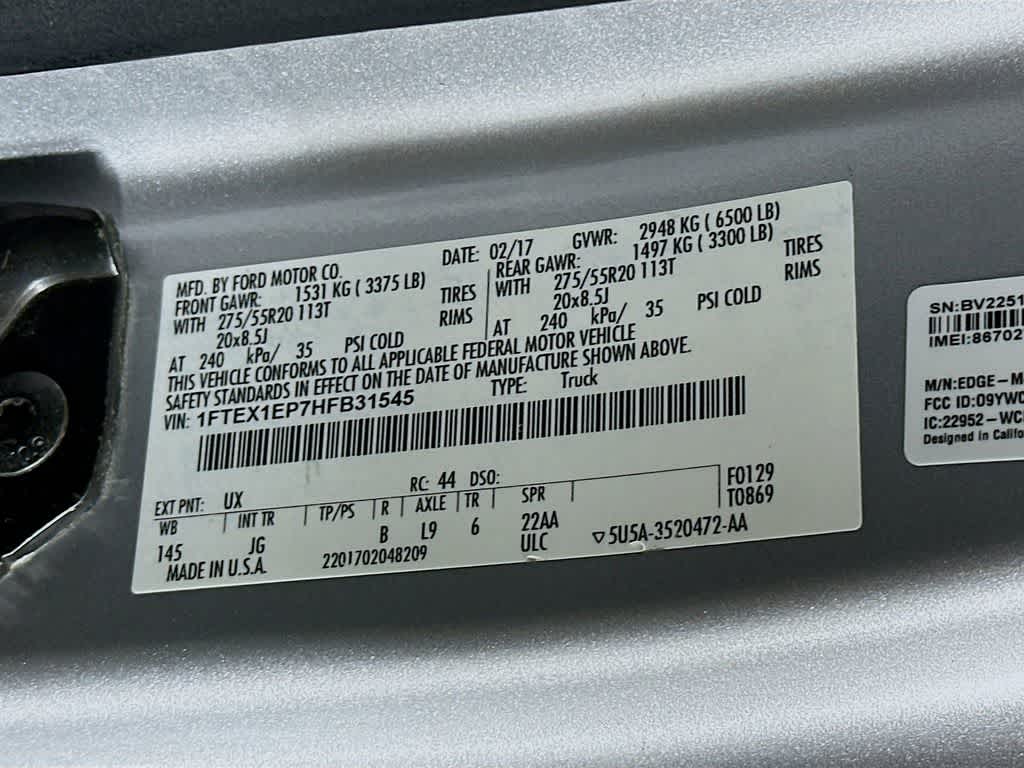 MFD. BY FORD MOTOR CO.
DATE: 02/17
GVWR: 2948 KG ( 6500 LB)
FRONT GAWR: 1531 KG ( 3375 LB)
REAR GAWR: 1497 KG ( 3300 LB)
WITH 275/55R20 113T TIRES
WITH 275/55R20 113T TIRES
20x8.5J RIMS
20x8.5J RIMS
AT 240 kPa/ 35 PSI COLD
AT 240 kPa/ 35 PSI COLD
THIS VEHICLE CONFORMS TO ALL APPLICABLE FEDERAL MOTOR VEHICLE
SAFETY STANDARDS IN EFFECT ON THE DATE OF MANUFACTURE SHOWN ABOVE.
VIN: 1FTEX1EP7HFB31545
TYPE: Truck
EXT PNT: UX RC: 44 DSO: F0129
WB INT TR TP/PS R AXLE TR SPR T0869
145 JG B L9 6 22AA
MADE IN U.S.A. 2201702048209 ULC 5U5A-3520472-AA
SN:BV2251
IMEI:86702
M/N:EDGE-M
FCC ID:O9YWC
IC:22952-WC
Designed in Califo